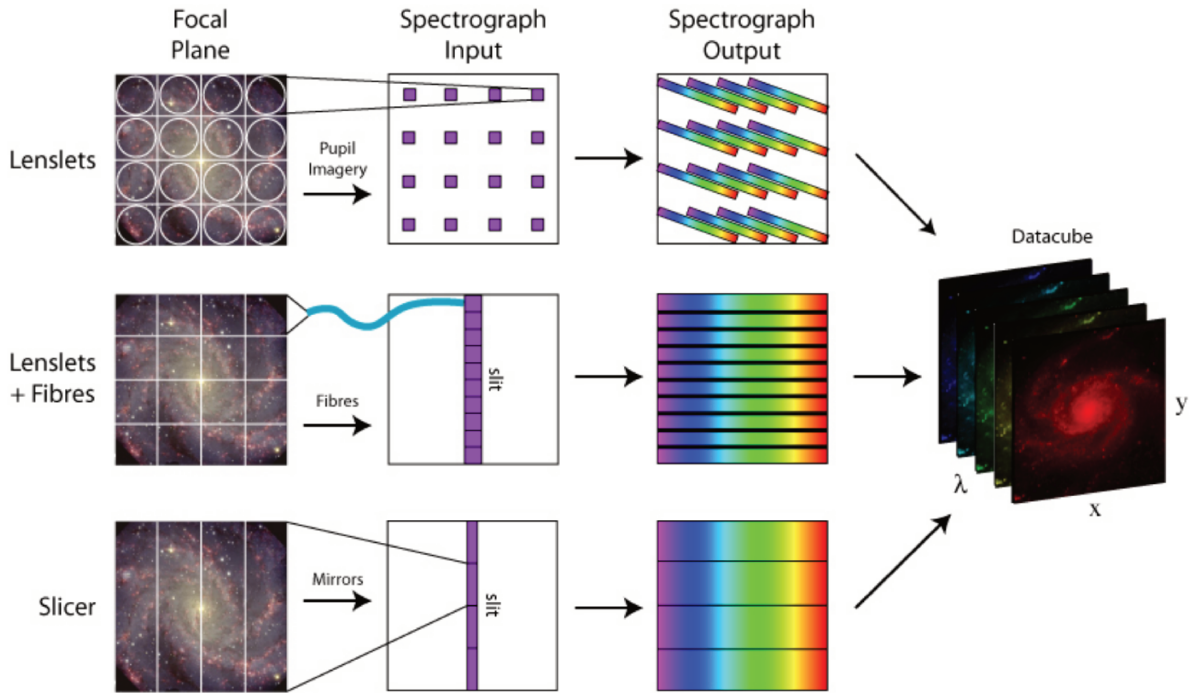 Focal
Plane
Spectrograph
Input
Spectrograph
Output
Lenslets
Pupil
Imagery
Datacube
Lenslets
+ Fibres
Fibres
slit
y
λ
x
Slicer
Mirrors
slit